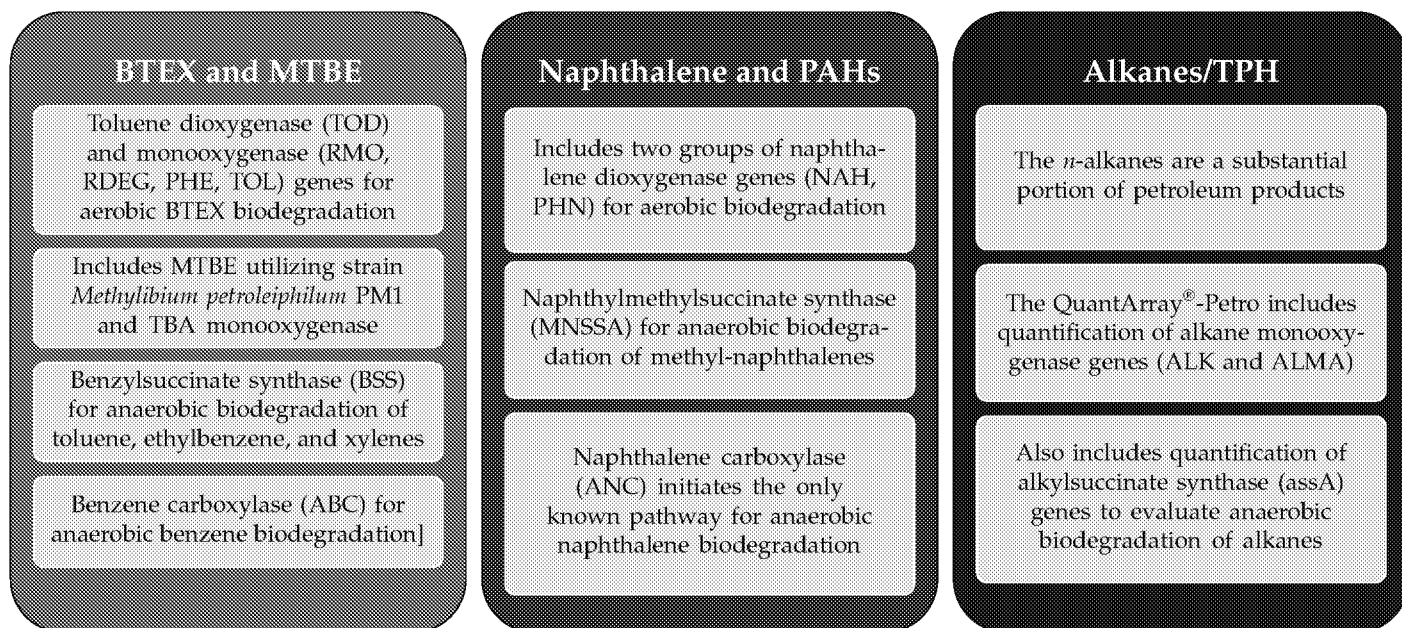 BTEX and MTBE
Toluene dioxygenase (TOD)
and monooxygenase (RMO,
RDEG, PHE, TOL) genes for
aerobic BTEX biodegradation
Includes MTBE utilizing strain
Methylibium petroleiphilum PM1
and TBA monooxygenase
Benzylsuccinate synthase (BSS)
for anaerobic biodegradation of
toluene, ethylbenzene, and xylenes
Benzene carboxylase (ABC) for
anaerobic benzene biodegradation]
Naphthalene and PAHs
Includes two groups of naphtha-
lene dioxygenase genes (NAH,
PHN) for aerobic biodegradation
Naphthylmethylsuccinate synthase
(MNSSA) for anaerobic biodegra-
dation of methyl-naphthalenes
Naphthalene carboxylase
(ANC) initiates the only
known pathway for anaerobic
naphthalene biodegradation
Alkanes/TPH
The n-alkanes are a substantial
portion of petroleum products
The QuantArray®-Petro includes
quantification of alkane monooxy-
genase genes (ALK and ALMA)
Also includes quantification of
alkylsuccinate synthase (assA)
genes to evaluate anaerobic
biodegradation of alkanes